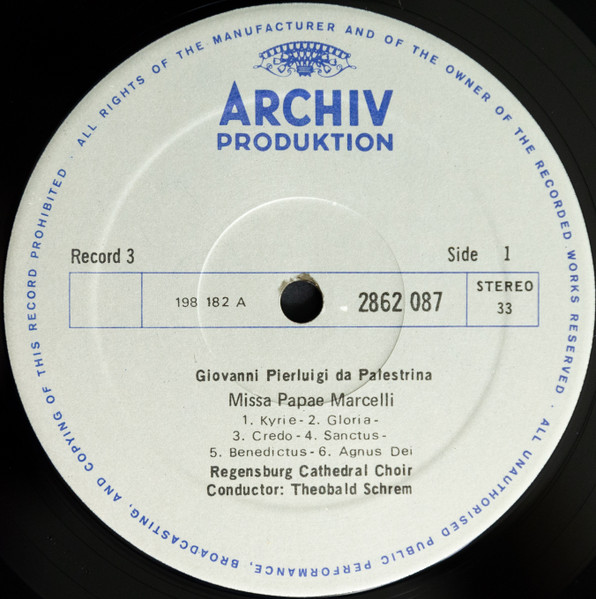 ALL RIGHTS OF THE MANUFACTURER AND OF THE OWNER OF THE RECORDED WORKS RESERVED · ALL UNAUTHORISED PUBLIC PERFORMANCE, BROADCASTING, AND COPYING OF THIS RECORD PROHIBITED ·
ARCHIV
PRODUKTION
Record 3 Side 1
198 182 A 2862 087 STEREO
33
Giovanni Pierluigi da Palestrina
Missa Papae Marcelli
1. Kyrie - 2. Gloria -
3. Credo - 4. Sanctus -
5. Benedictus - 6. Agnus Dei
Regensburg Cathedral Choir
Conductor: Theobald Schrem